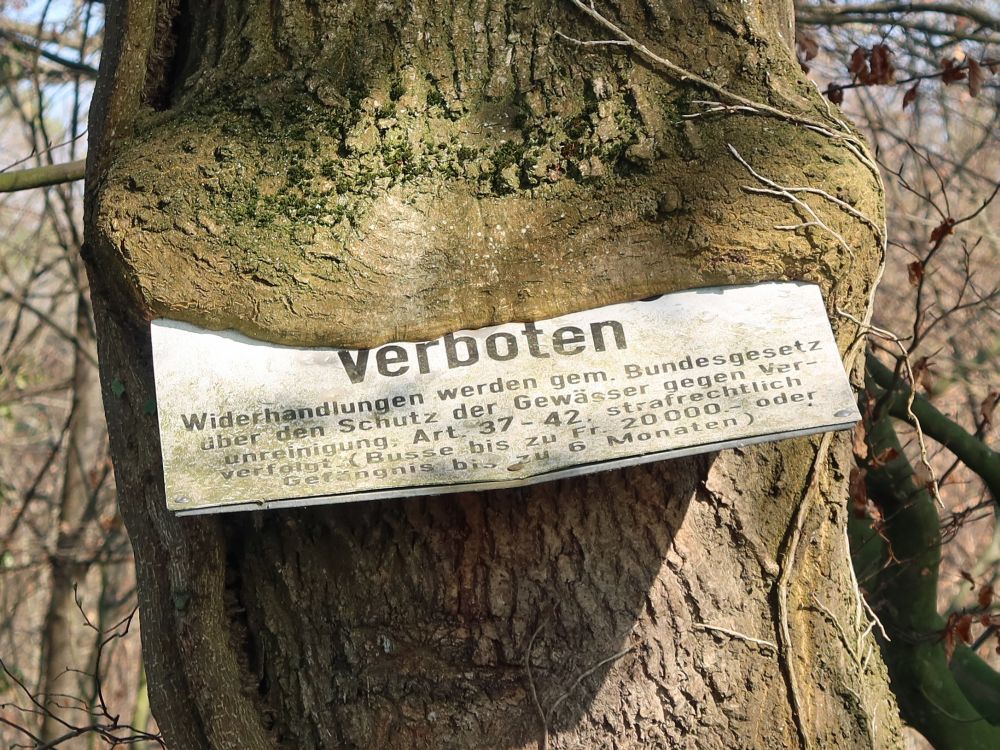 verboten
Widerhandlungen werden gem. Bundesgesetz
über den Schutz der Gewässer gegen Ver-
unreinigung, Art. 37-42, strafrechtlich
verfolgt (Busse bis zu Fr. 20'000.- oder
Gefängnis bis zu 6 Monaten)